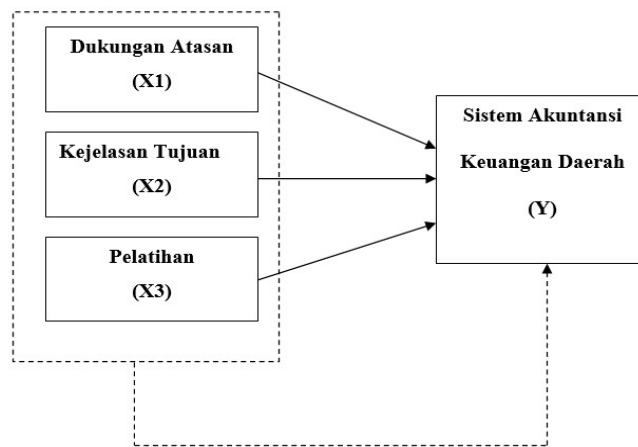 Dukungan Atasan
(X1)
Kejelasan Tujuan
(X2)
Pelatihan
(X3)
Sistem Akuntansi
Keuangan Daerah
(Y)